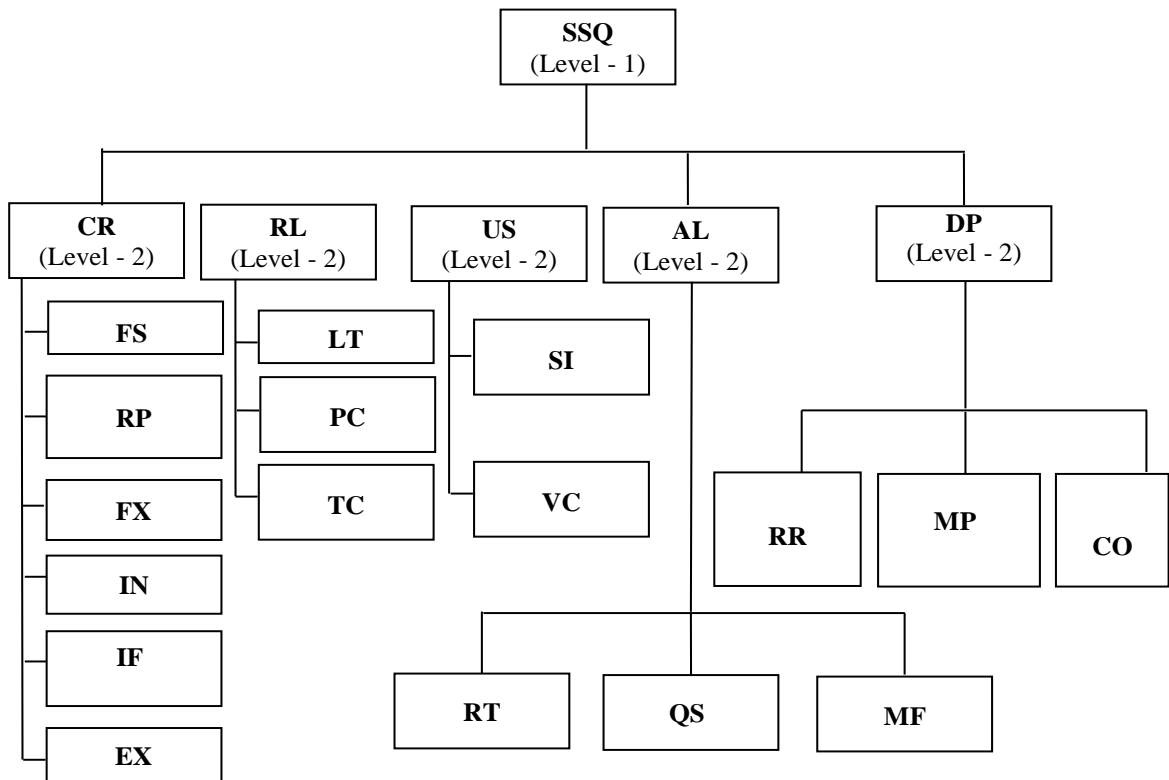 SSQ
(Level - 1)
CR
(Level - 2)
RL
(Level - 2)
US
(Level - 2)
AL
(Level - 2)
DP
(Level - 2)
FS
RP
FX
IN
IF
EX
LT
PC
TC
SI
VC
RT
QS
MF
RR
MP
CO